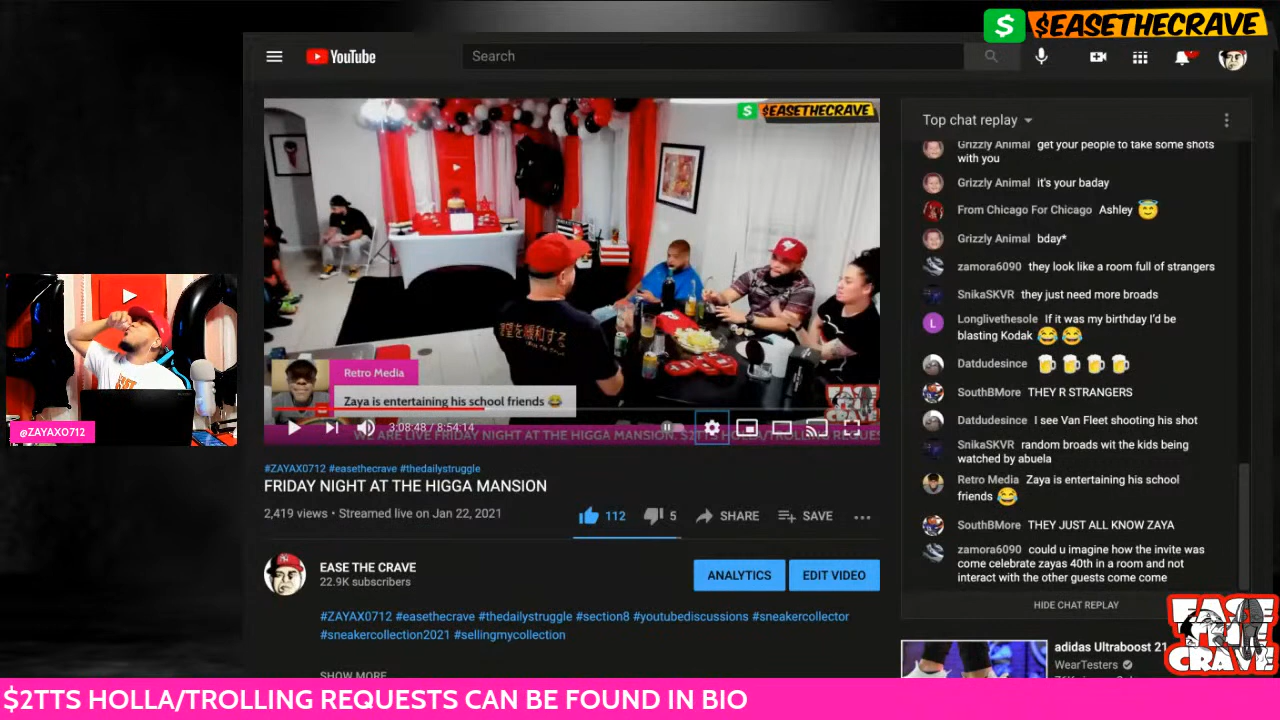 $EASETHECRAVE
YouTube
Search
$EASETHECRAVE
Top chat replay
Grizzly Animal get your people to take some shots
with you
Grizzly Animal it's your baday
From Chicago For Chicago Ashley 😇
Grizzly Animal bday*
zamora6090 they look like a room full of strangers
SnikaSKVR they just need more broads
Longlivethesole If it was my birthday I'd be
blasting Kodak 😂 😂
Datdudesince 🍺 🍺 🍺 🍺
SouthBMore THEY R STRANGERS
Datdudesince I see Van Fleet shooting his shot
SnikaSKVR random broads wit the kids being
watched by abuela
Retro Media Zaya is entertaining his school
friends 😂
SouthBMore THEY JUST ALL KNOW ZAYA
zamora6090 could u imagine how the invite was
come celebrate zayas 40th in a room and not
interact with the other guests come come
HIDE CHAT REPLAY
望を緩和する
Retro Media
Zaya is entertaining his school friends 😂
3:08:48 / 8:54:14
WE ARE LIVE FRIDAY NIGHT AT THE HIGGA MANSION.
@ZAYAX0712
#ZAYAX0712 #easethecrave #thedailystruggle
FRIDAY NIGHT AT THE HIGGA MANSION
2,419 views • Streamed live on Jan 22, 2021
112
5
SHARE
SAVE
EASE THE CRAVE
22.9K subscribers
ANALYTICS
EDIT VIDEO
#ZAYAX0712 #easethecrave #thedailystruggle #section8 #youtubediscussions #sneakercollector
#sneakercollection2021 #sellingmycollection
SHOW MORE
adidas Ultraboost 21
WearTesters
EASE
THE
CRAVE
$2TTS HOLLA/TROLLING REQUESTS CAN BE FOUND IN BIO